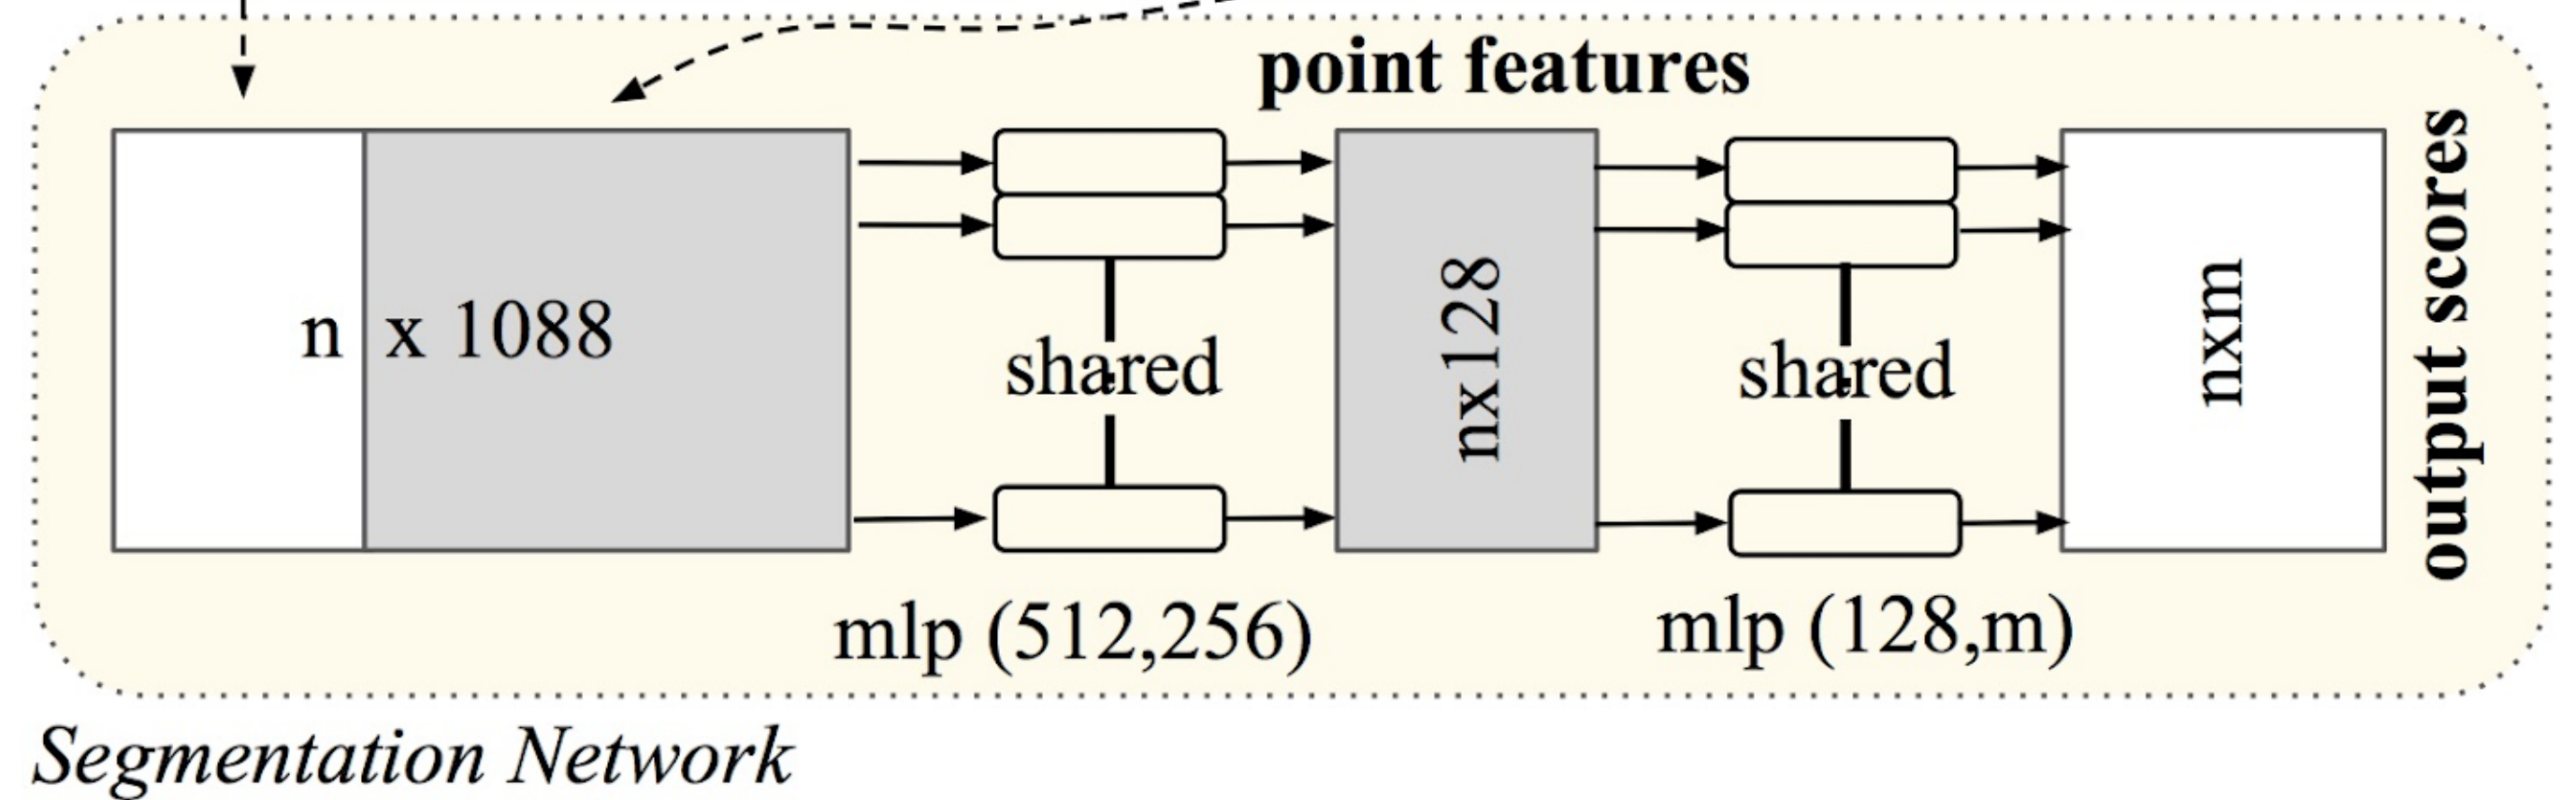 point features
n x 1088
shared
nx128
shared
nxm
output scores
mlp (512,256)
mlp (128,m)
Segmentation Network